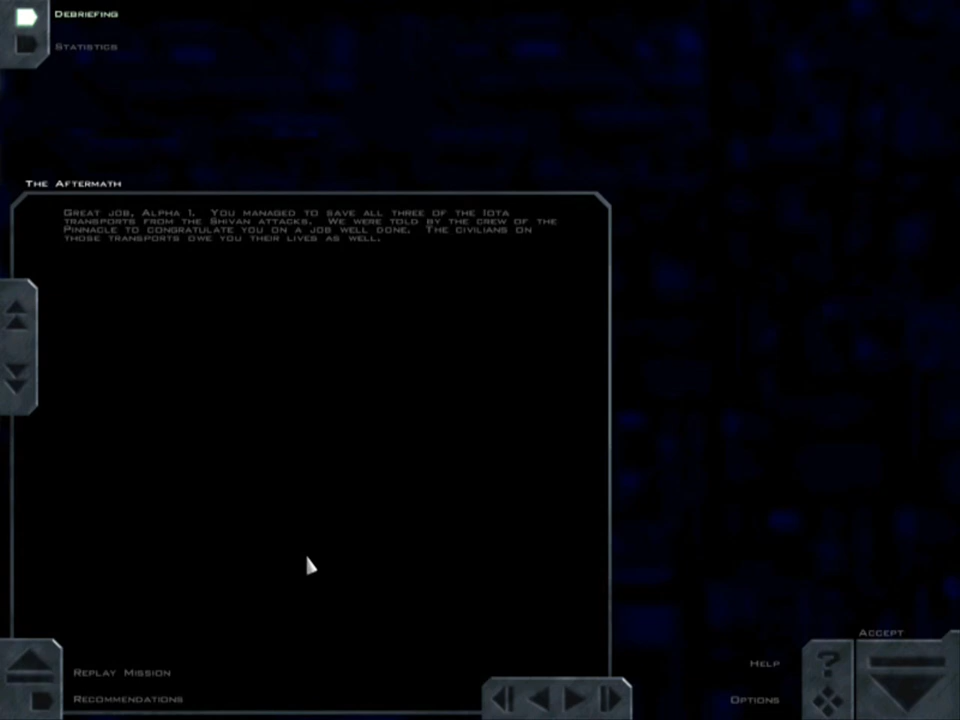 Debriefing
Statistics
The Aftermath
Great job, Alpha 1. You managed to save all three of the Iota
transports from the Shivan attacks. We were told by the crew of the
Pinnacle to congratulate you on a job well done. The civilians on
those transports owe you their lives as well.
Accept
Help
Replay Mission
Recommendations
Options
?